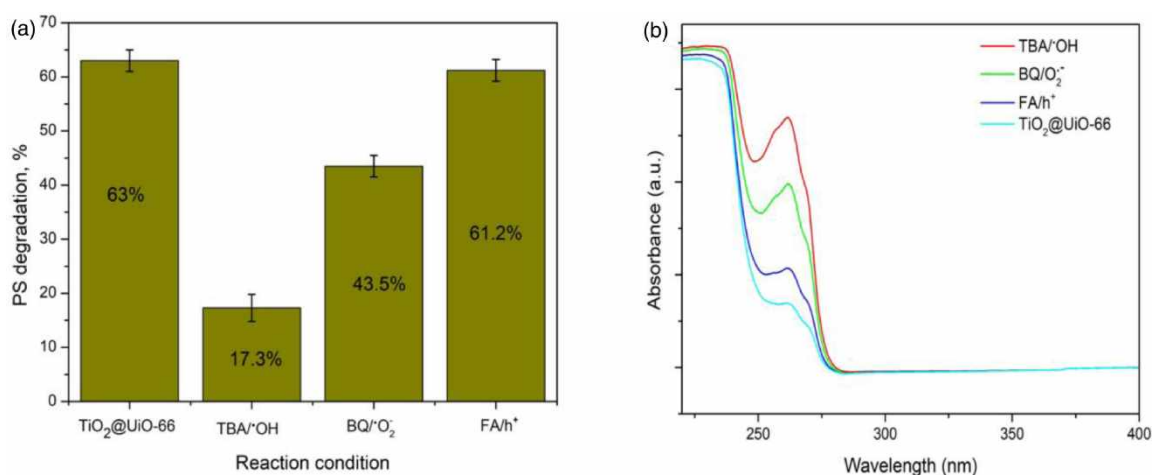 (a)
70
60
50
40
30
20
10
0
PS degradation, %
63%
17.3%
43.5%
61.2%
TiO₂@UiO-66
TBA/•OH
BQ/•O₂⁻
FA/h⁺
Reaction condition
(b)
Absorbance (a.u.)
TBA/•OH
BQ/O₂•⁻
FA/h⁺
TiO₂@UiO-66
250
300
350
400
Wavelength (nm)